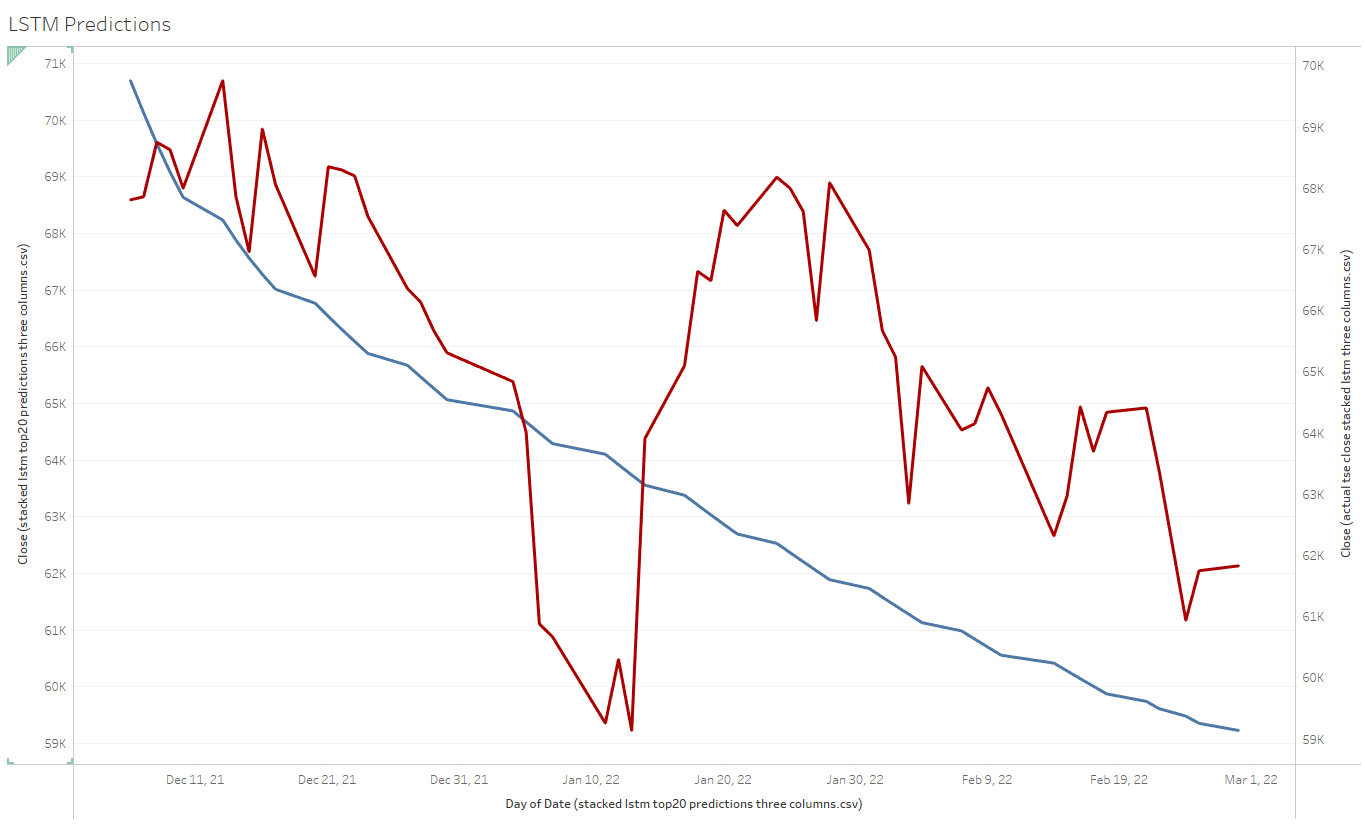 LSTM Predictions
71K
70K
69K
68K
67K
66K
65K
64K
63K
62K
61K
60K
59K
Close (stacked lstm top20 predictions three columns.csv)
70K
69K
68K
67K
66K
65K
64K
63K
62K
61K
60K
59K
Close (actual tse close stacked lstm three columns.csv)
Dec 11, 21 Dec 21, 21 Dec 31, 21 Jan 10, 22 Jan 20, 22 Jan 30, 22 Feb 9, 22 Feb 19, 22 Mar 1, 22
Day of Date (stacked lstm top20 predictions three columns.csv)